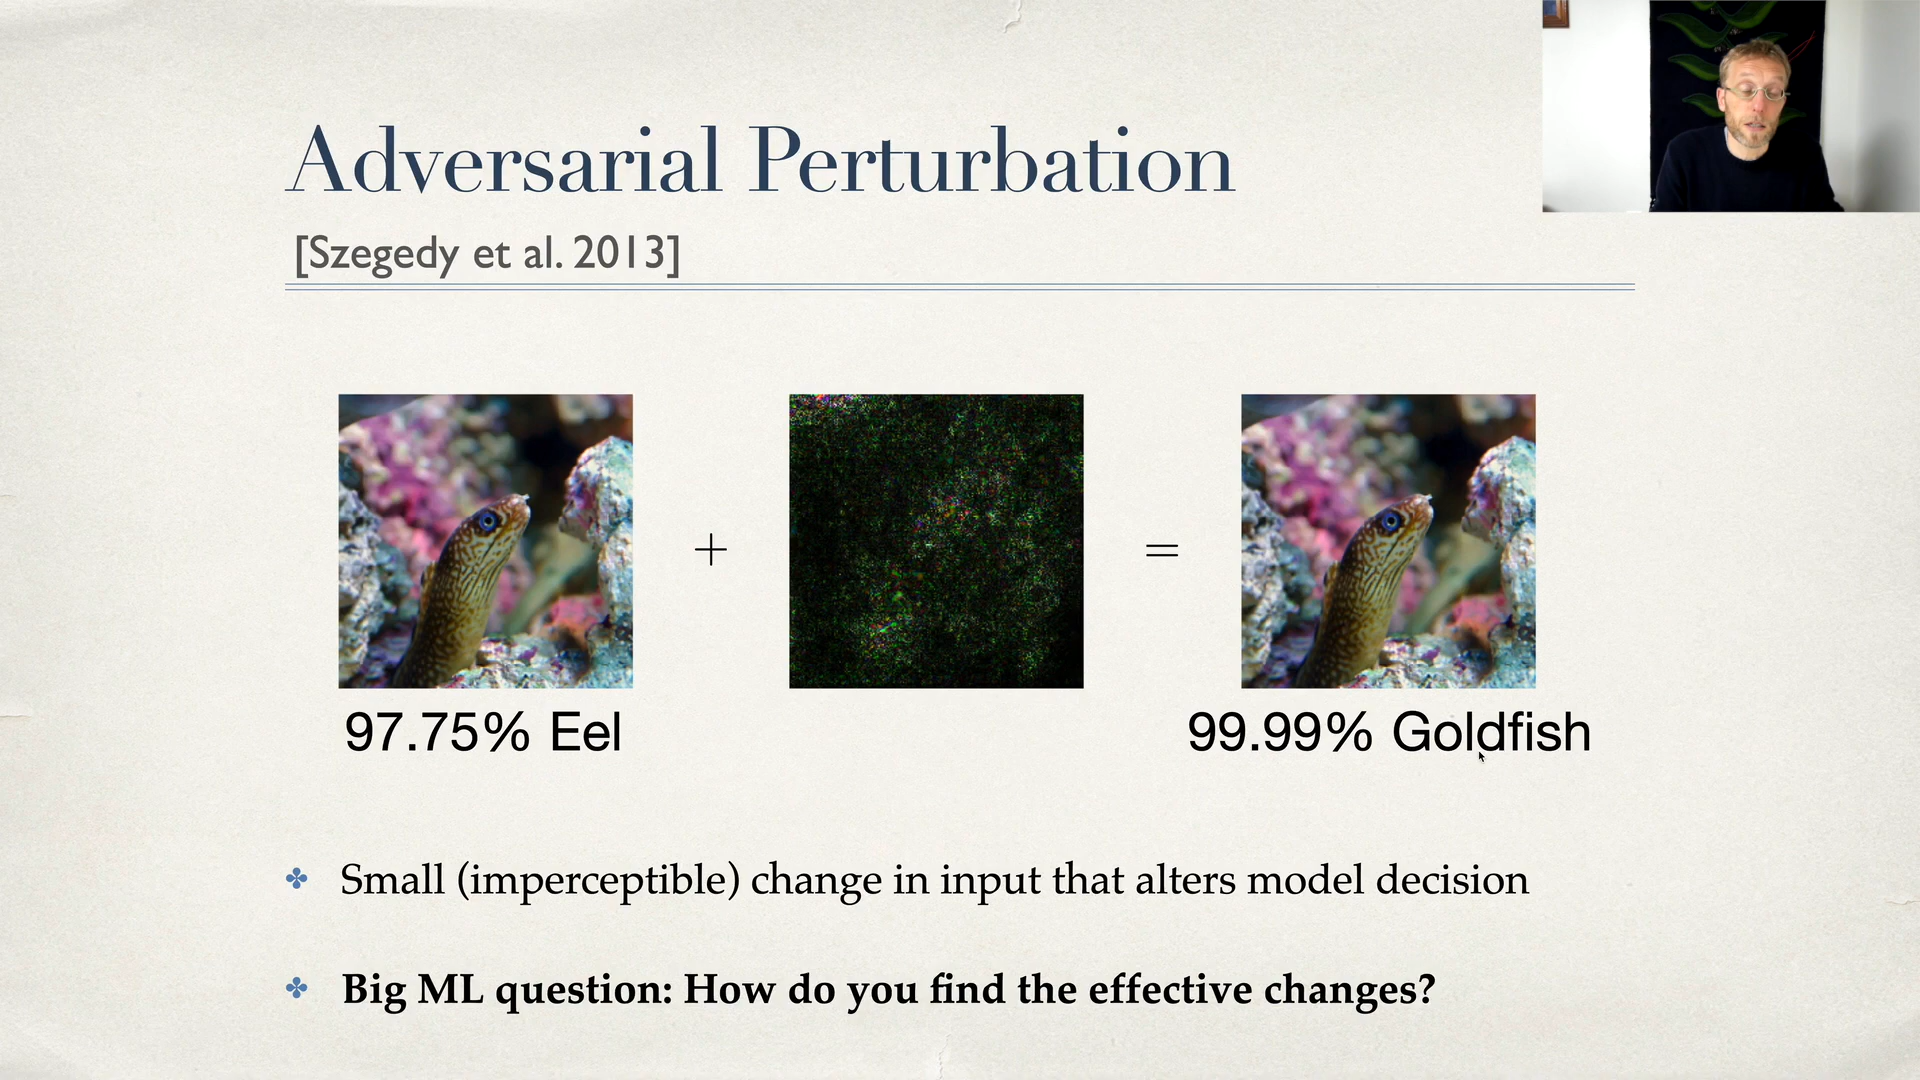 Adversarial Perturbation
[Szegedy et al. 2013]
+ =
97.75% Eel 99.99% Goldfish
Small (imperceptible) change in input that alters model decision
Big ML question: How do you find the effective changes?